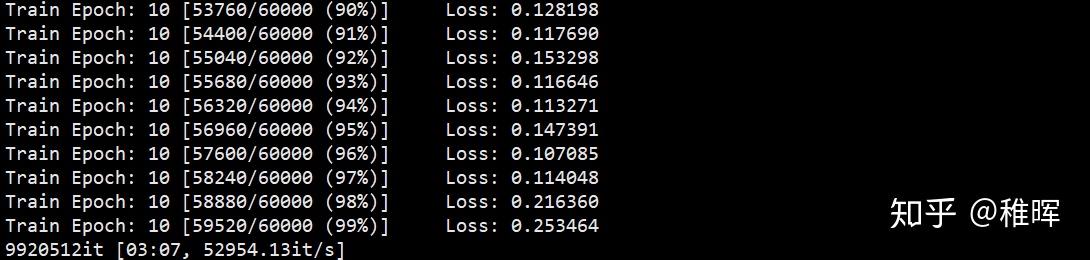 Train Epoch: 10 [53760/60000 (90%)]	Loss: 0.128198
Train Epoch: 10 [54400/60000 (91%)]	Loss: 0.117690
Train Epoch: 10 [55040/60000 (92%)]	Loss: 0.153298
Train Epoch: 10 [55680/60000 (93%)]	Loss: 0.116646
Train Epoch: 10 [56320/60000 (94%)]	Loss: 0.113271
Train Epoch: 10 [56960/60000 (95%)]	Loss: 0.147391
Train Epoch: 10 [57600/60000 (96%)]	Loss: 0.107085
Train Epoch: 10 [58240/60000 (97%)]	Loss: 0.114048
Train Epoch: 10 [58880/60000 (98%)]	Loss: 0.216360
Train Epoch: 10 [59520/60000 (99%)]	Loss: 0.253464
9920512it [03:07, 52954.13it/s]
知乎 @稚晖